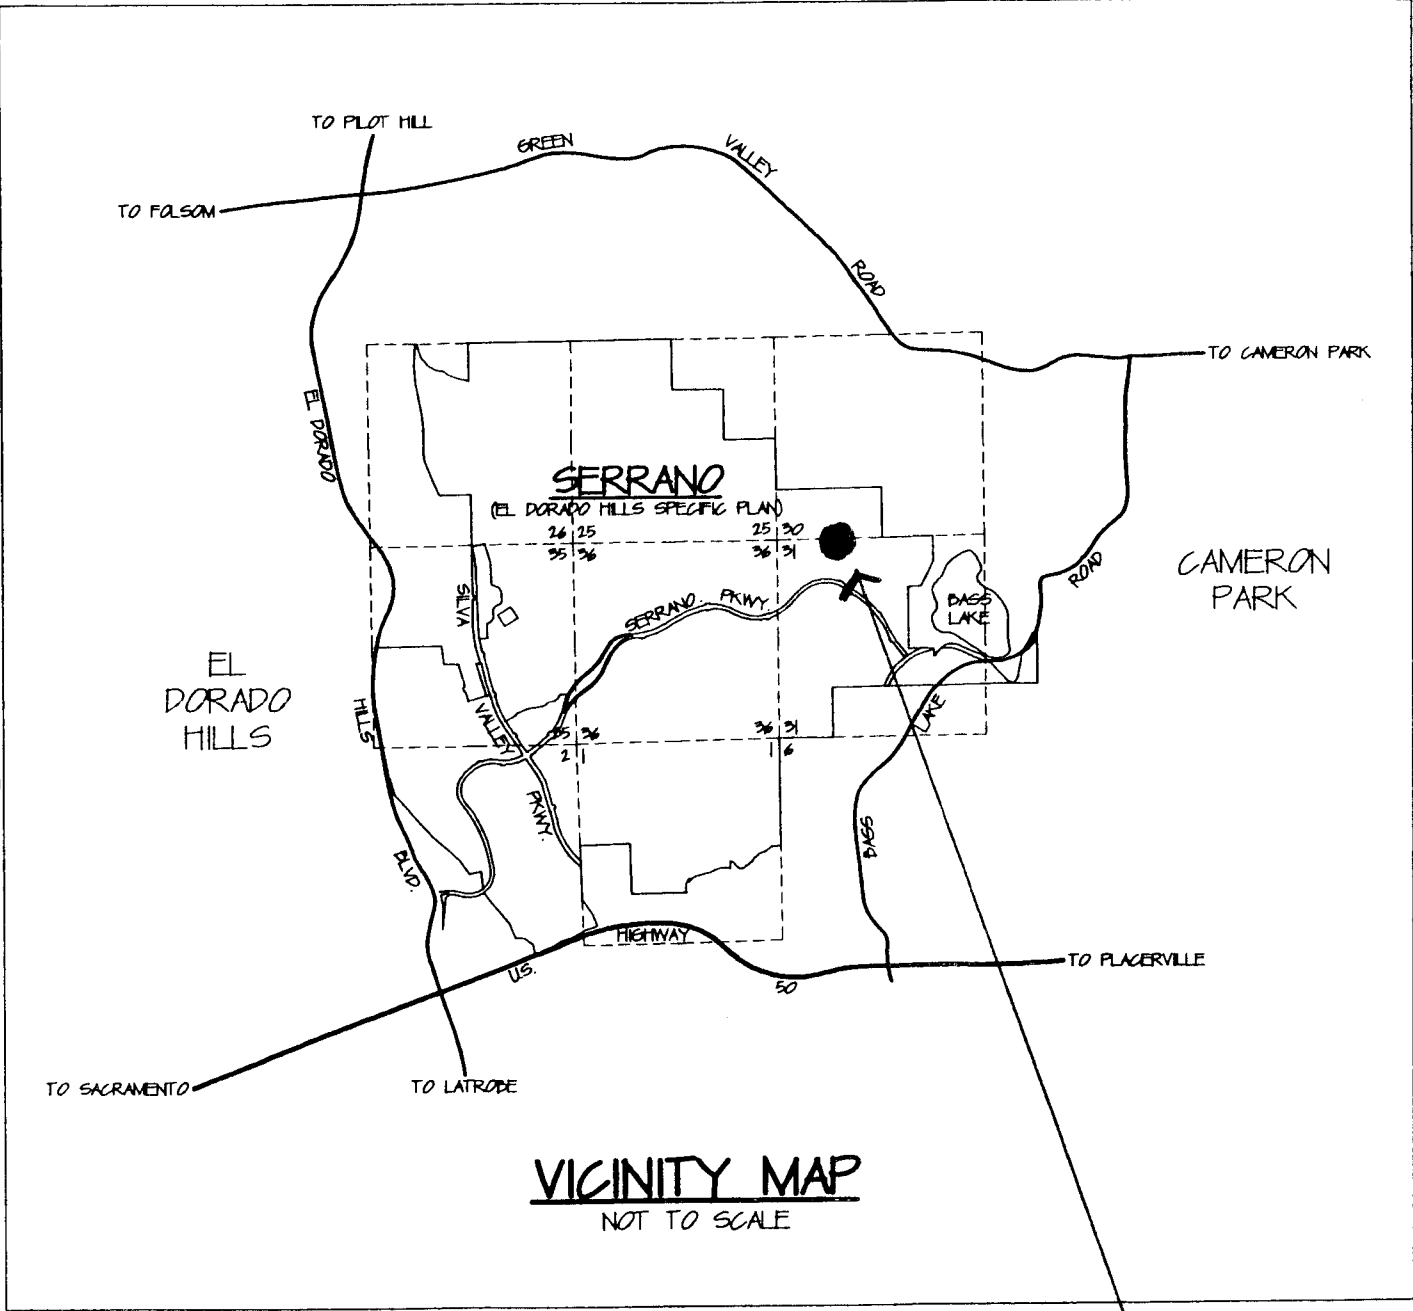 TO PILOT HILL
GREEN
VALLEY
TO FOLSOM
ROAD
TO CAMERON PARK
EL DORADO
SERRANO
(EL DORADO HILLS SPECIFIC PLAN)
26 25
25 30
35 36
36 31
ROAD
CAMERON
PARK
SILVA
SERRANO
PKWY.
BASS
LAKE
EL
DORADO
HILLS
HILLS
VALLEY
LAKE
35 36
36 31
2 1
1 6
PKWY.
BASS
BLVD.
HIGHWAY
U.S.
50
TO PLACERVILLE
TO SACRAMENTO
TO LATROBE
VICINITY MAP
NOT TO SCALE